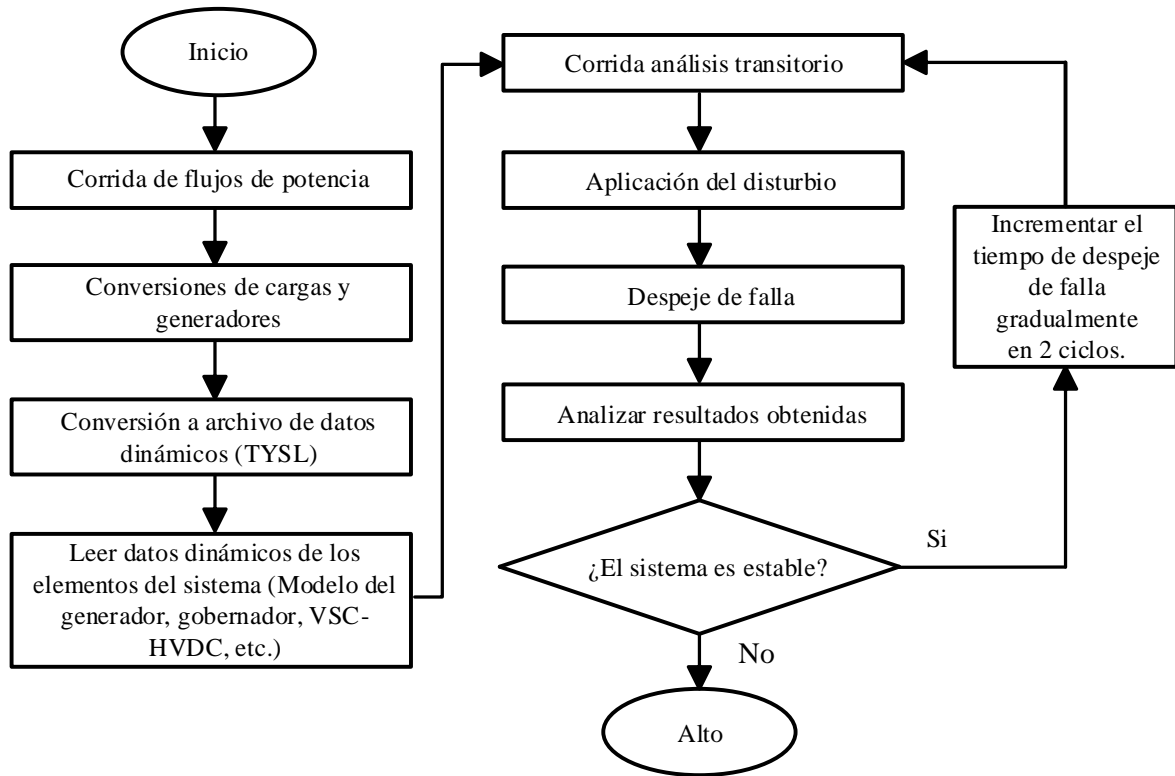 Inicio
Corrida de flujos de potencia
Conversiones de cargas y
generadores
Conversión a archivo de datos
dinámicos (TYSL)
Leer datos dinámicos de los
elementos del sistema (Modelo del
generador, gobernador, VSC-
HVDC, etc.)
Corrida análisis transitorio
Aplicación del disturbio
Despeje de falla
Analizar resultados obtenidas
¿El sistema es estable?
Si
No
Alto
Incrementar el
tiempo de despeje
de falla
gradualmente
en 2 ciclos.